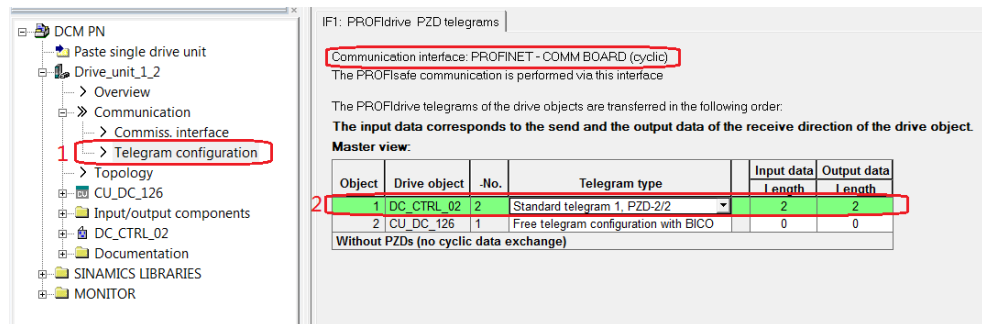 DCM PN
Paste single drive unit
Drive_unit_1_2
> Overview
» Communication
> Commiss. interface
1 > Telegram configuration
> Topology
CU_DC_126
Input/output components
DC_CTRL_02
Documentation
SINAMICS LIBRARIES
MONITOR
IF1: PROFIdrive PZD telegrams
Communication interface: PROFINET - COMM BOARD (cyclic)
The PROFIsafe communication is performed via this interface
The PROFIdrive telegrams of the drive objects are transferred in the following order:
The input data corresponds to the send and the output data of the receive direction of the drive object.
Master view:
Object Drive object -No. Telegram type Input data Length Output data Length
2 1 DC_CTRL_02 2 Standard telegram 1, PZD-2/2 2 2
2 CU_DC_126 1 Free telegram configuration with BICO 0 0
Without PZDs (no cyclic data exchange)